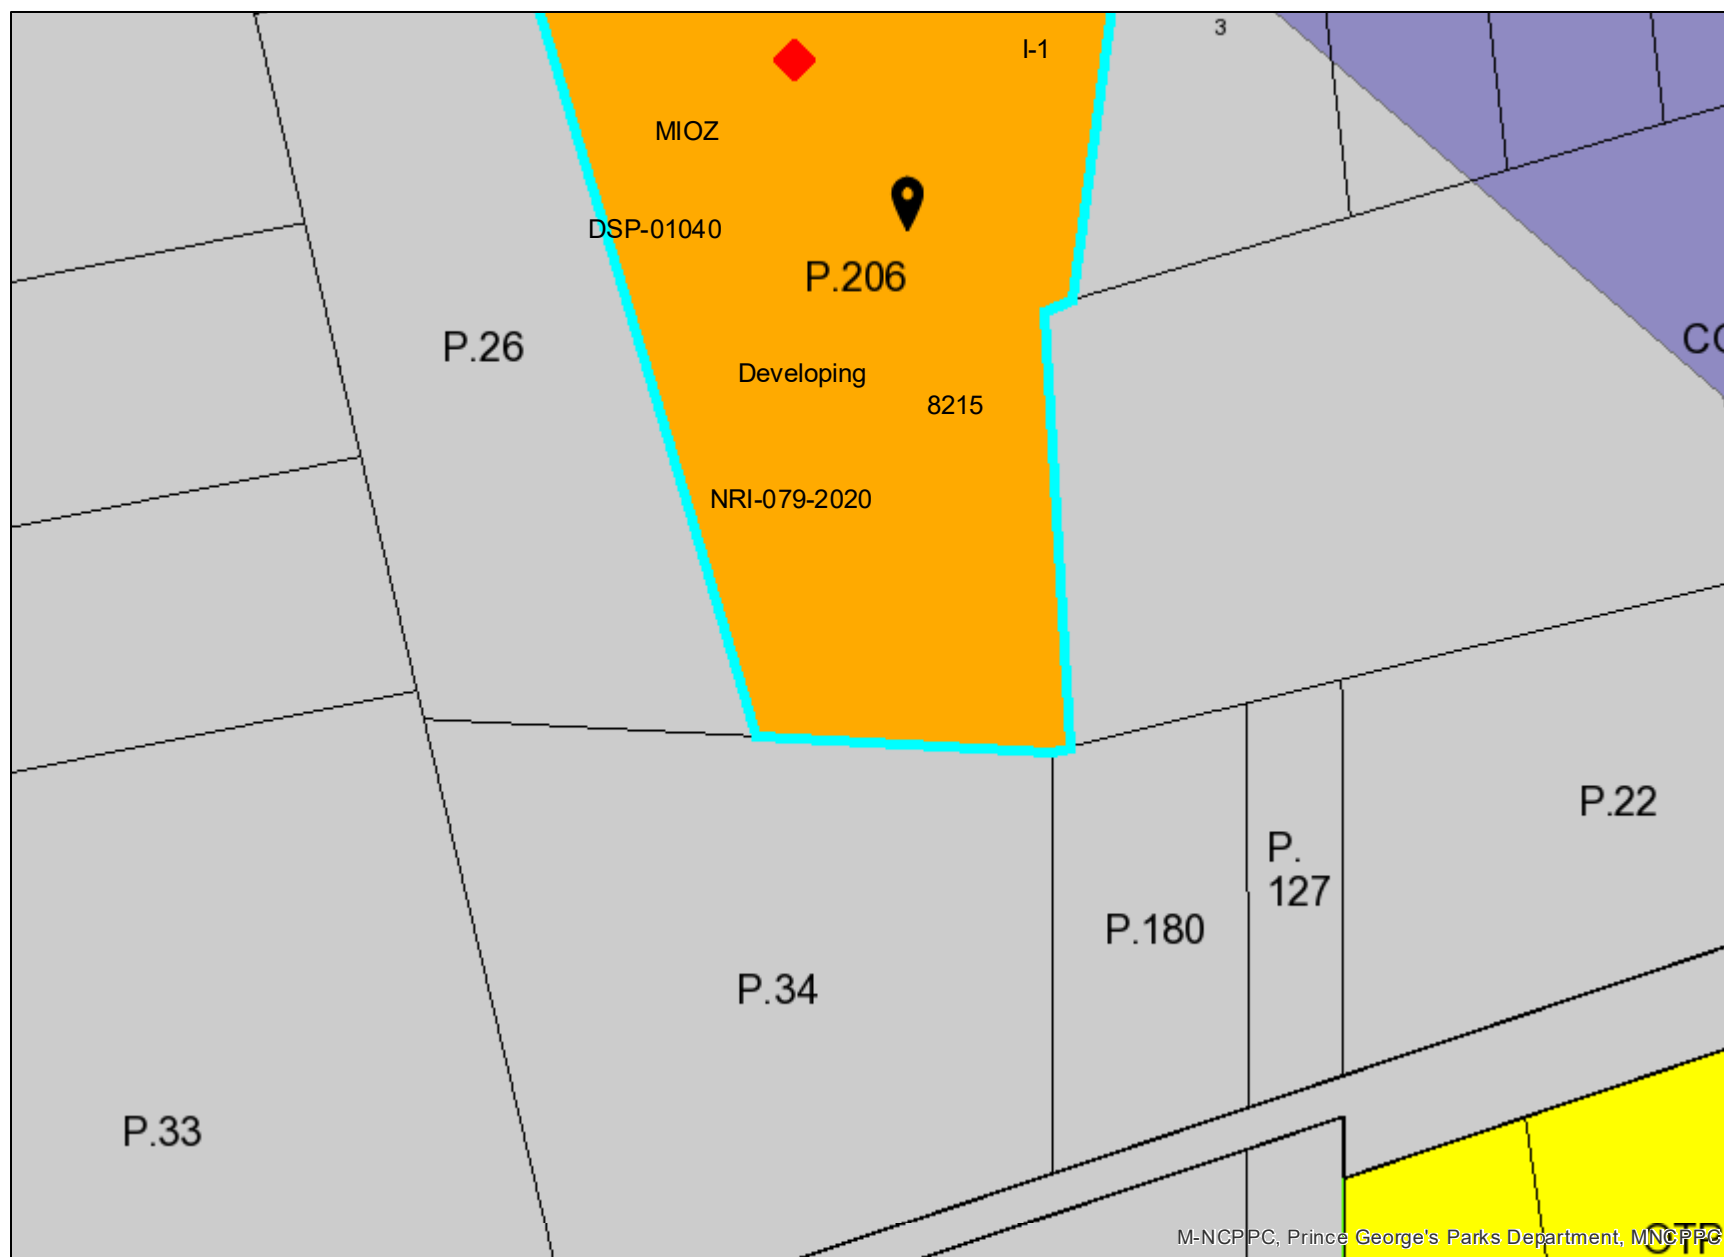 3
I-1
MIOZ
DSP-01040
P.206
CO
P.26
Developing
8215
NRI-079-2020
P.22
P.
127
P.180
P.34
P.33
M-NCPPC, Prince George's Parks Department, MNCPPC